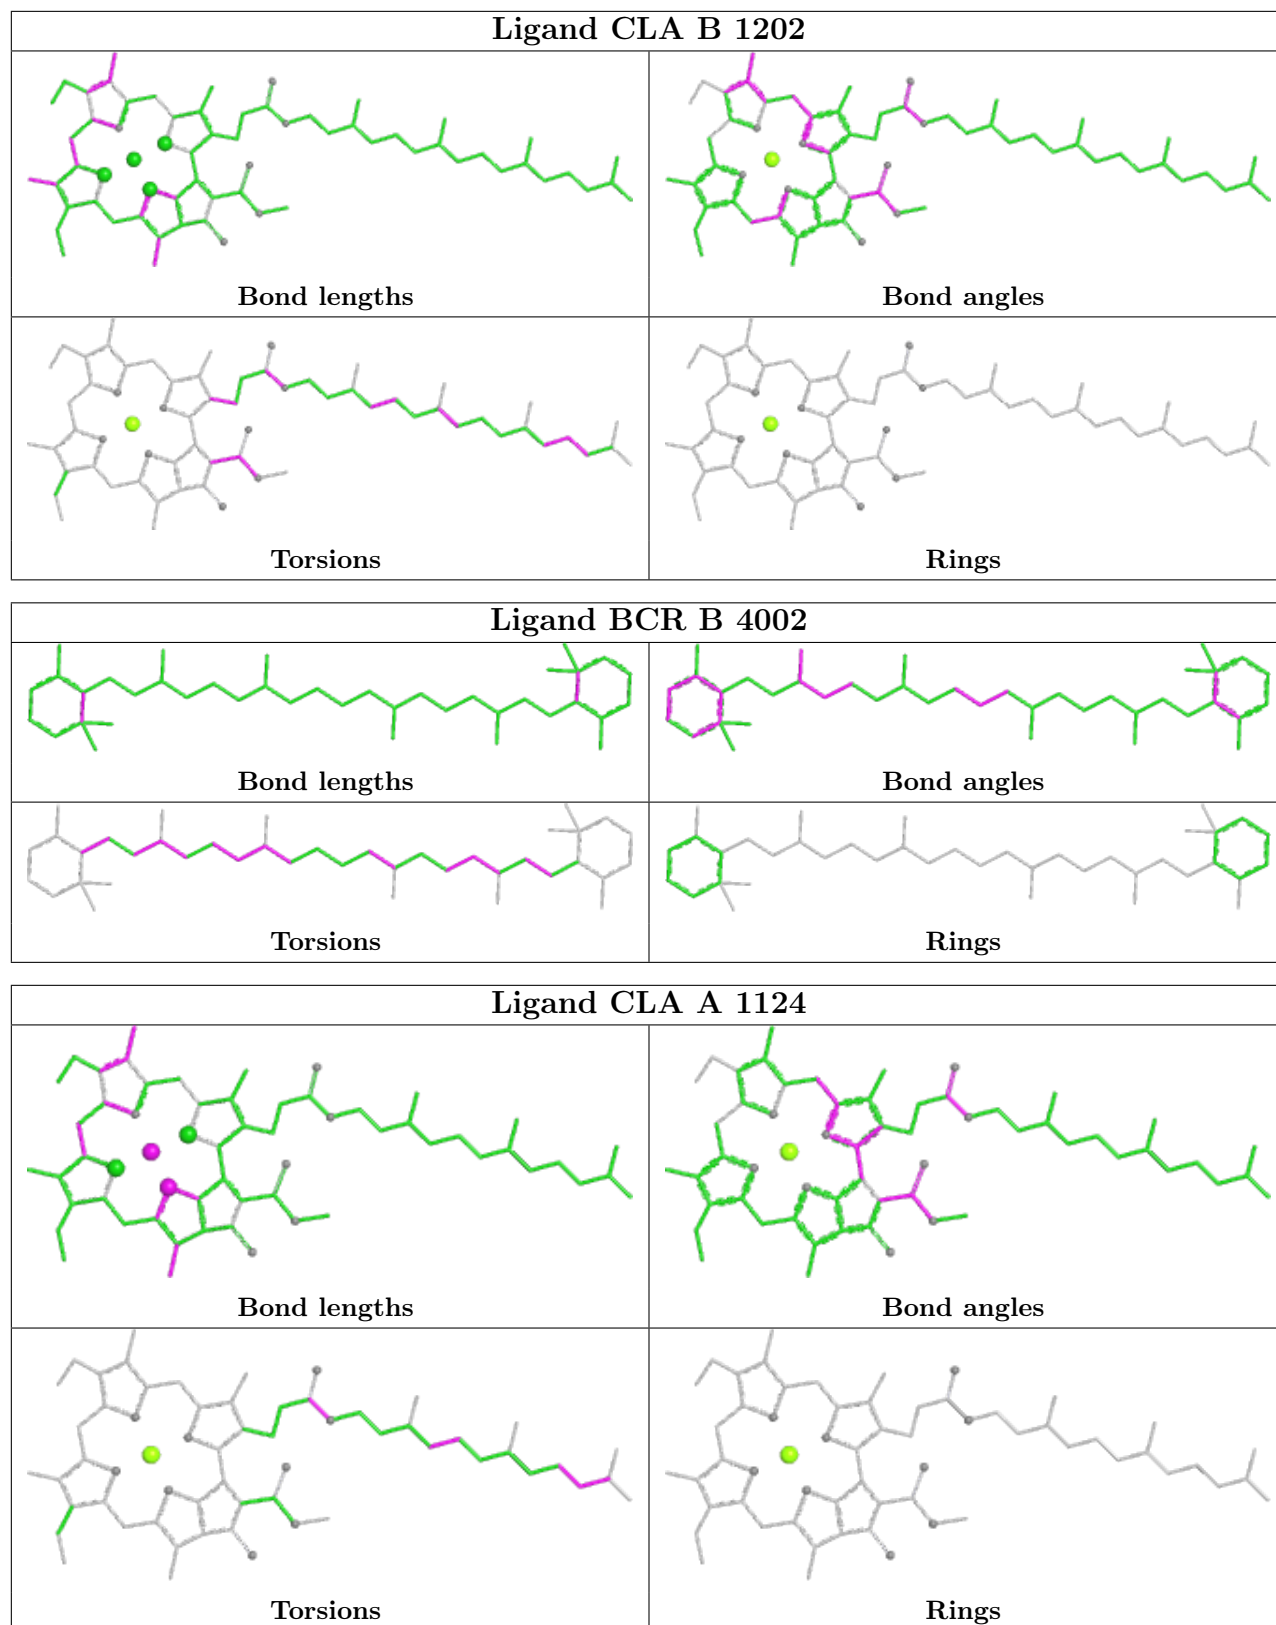 Ligand CLA B 1202
Bond lengths
Bond angles
Torsions
Rings
Ligand BCR B 4002
Bond lengths
Bond angles
Torsions
Rings
Ligand CLA A 1124
Bond lengths
Bond angles
Torsions
Rings